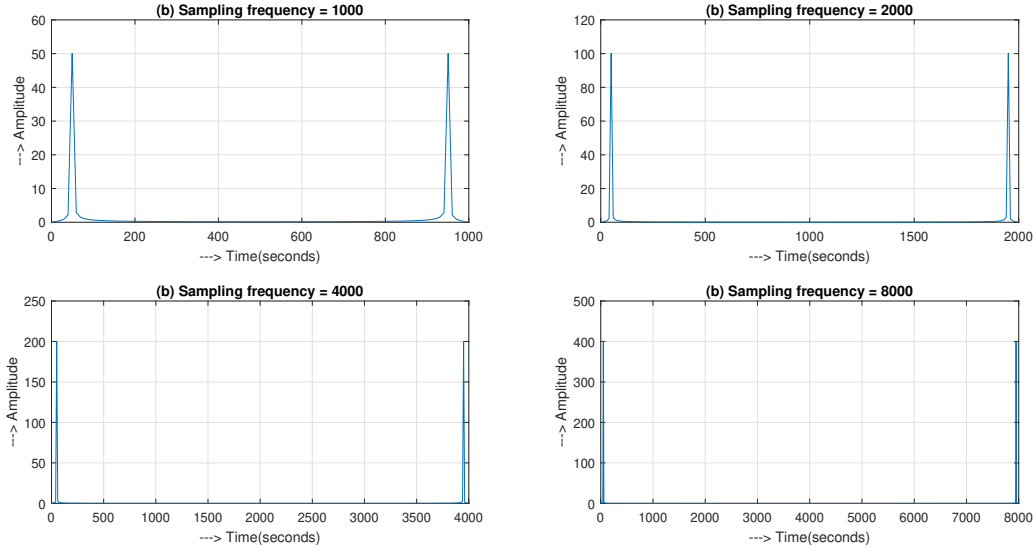 (b) Sampling frequency = 1000
60
50
40
30
20
10
0
---> Amplitude
0 200 400 600 800 1000
---> Time(seconds)
(b) Sampling frequency = 2000
120
100
80
60
40
20
0
---> Amplitude
0 500 1000 1500 2000
---> Time(seconds)
(b) Sampling frequency = 4000
250
200
150
100
50
0
---> Amplitude
0 500 1000 1500 2000 2500 3000 3500 4000
---> Time(seconds)
(b) Sampling frequency = 8000
500
400
300
200
100
0
---> Amplitude
0 1000 2000 3000 4000 5000 6000 7000 8000
---> Time(seconds)